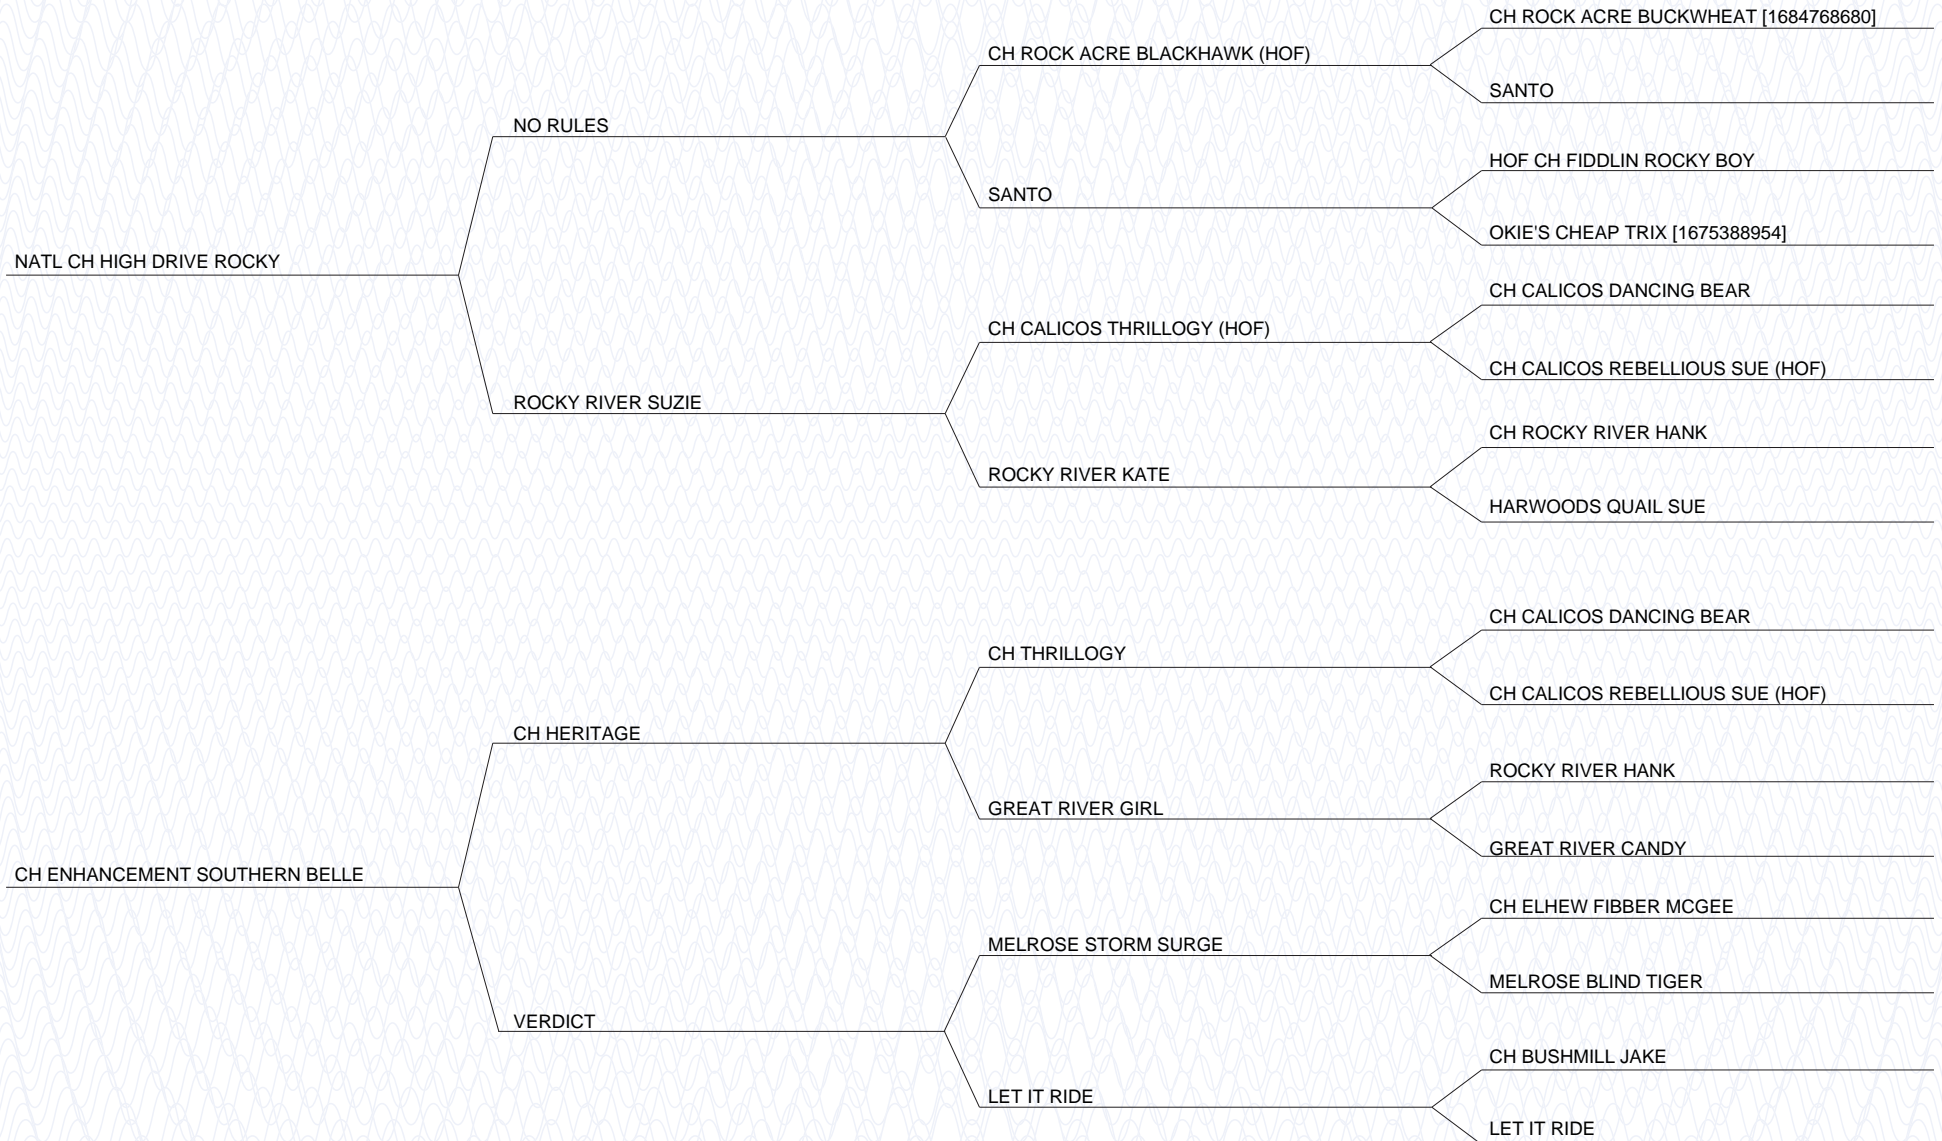 CH ROCK ACRE BUCKWHEAT [1684768680]
CH ROCK ACRE BLACKHAWK (HOF)
SANTO
NO RULES
HOF CH FIDDLIN ROCKY BOY
SANTO
OKIE'S CHEAP TRIX [1675388954]
NATL CH HIGH DRIVE ROCKY
CH CALICOS DANCING BEAR
CH CALICOS THRILLOGY (HOF)
CH CALICOS REBELLIOUS SUE (HOF)
ROCKY RIVER SUZIE
CH ROCKY RIVER HANK
ROCKY RIVER KATE
HARWOODS QUAIL SUE
CH CALICOS DANCING BEAR
CH THRILLOGY
CH CALICOS REBELLIOUS SUE (HOF)
CH HERITAGE
ROCKY RIVER HANK
GREAT RIVER GIRL
GREAT RIVER CANDY
CH ENHANCEMENT SOUTHERN BELLE
CH ELHEW FIBBER MCGEE
MELROSE STORM SURGE
MELROSE BLIND TIGER
VERDICT
CH BUSHMILL JAKE
LET IT RIDE
LET IT RIDE